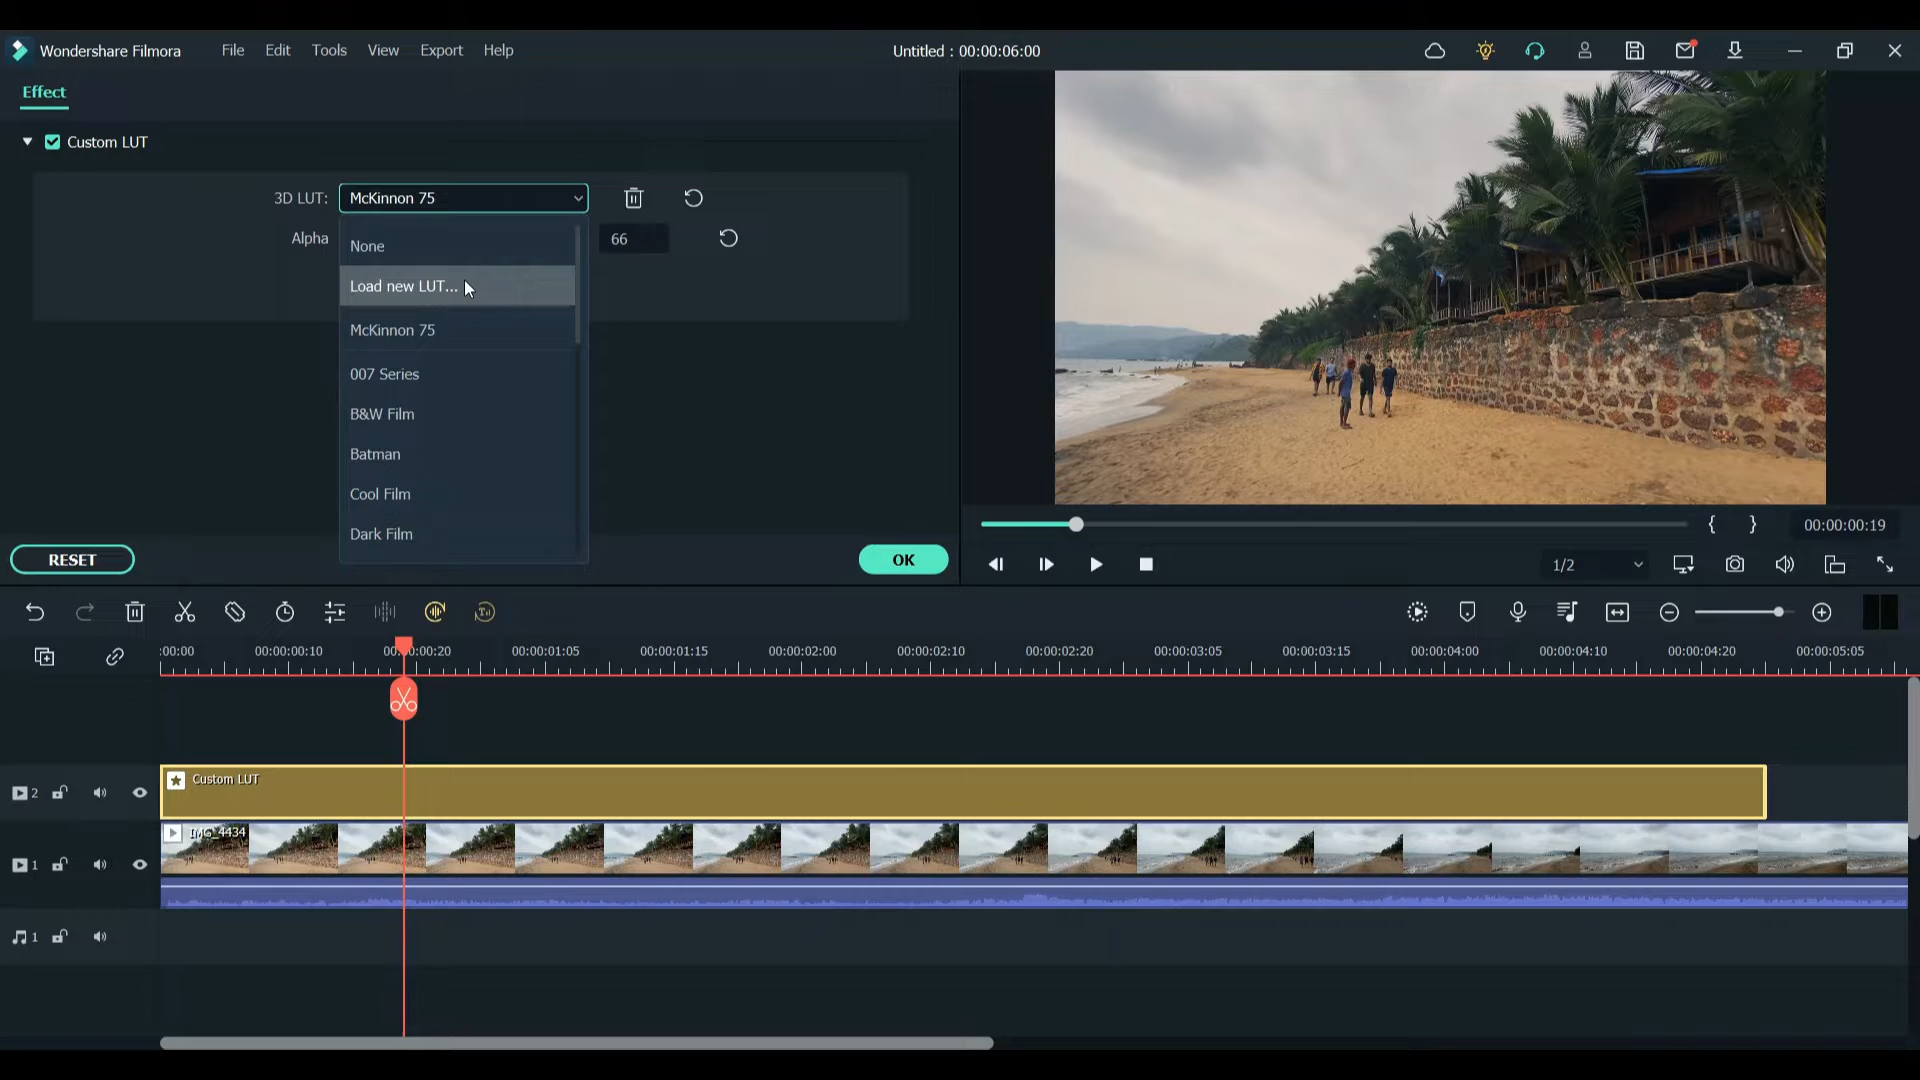 Wondershare Filmora File Edit Tools View Export Help Untitled : 00:00:06:00
Effect
Custom LUT
3D LUT: McKinnon 75
Alpha 66
None
Load new LUT...
McKinnon 75
007 Series
B&W Film
Batman
Cool Film
Dark Film
RESET OK
{ } 00:00:00:19
1/2
:00:00 00:00:00:10 00:00:00:20 00:00:01:05 00:00:01:15 00:00:02:00 00:00:02:10 00:00:02:20 00:00:03:05 00:00:03:15 00:00:04:00 00:00:04:10 00:00:04:20 00:00:05:05
2 Custom LUT
IMG_4434
1
1